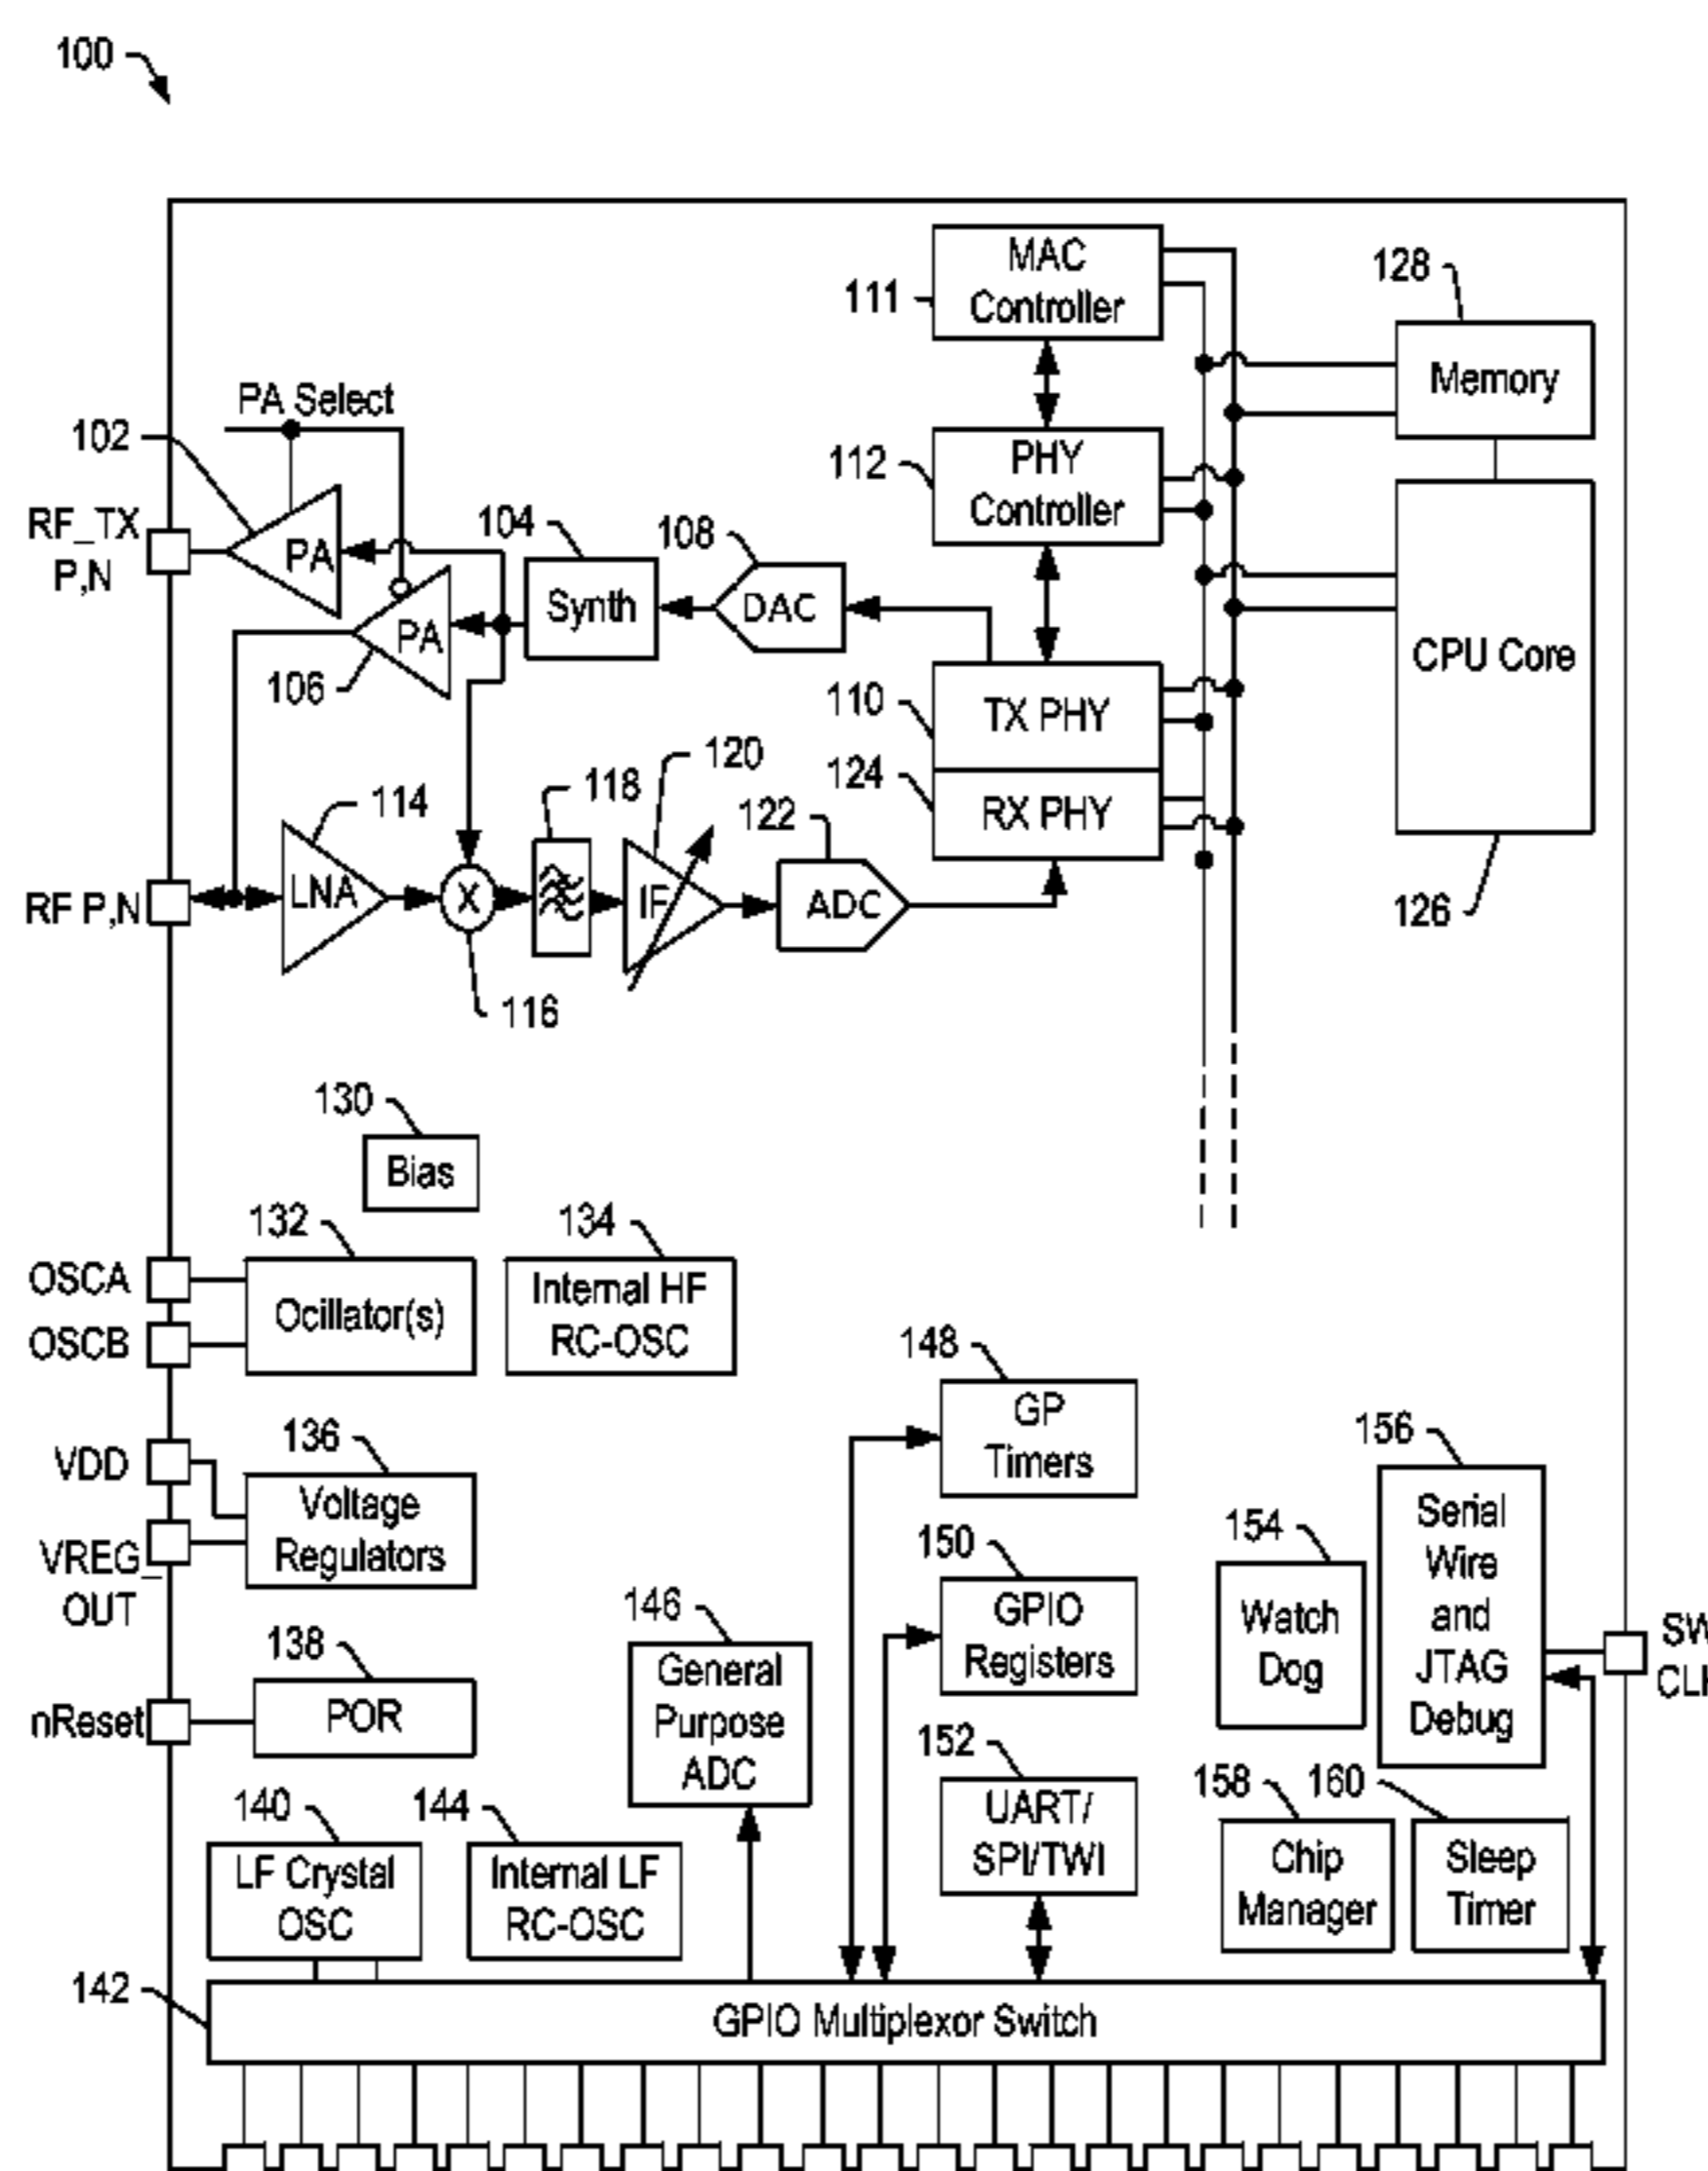 100
MAC
Controller
111
128
Memory
PA Select
102
PHY
Controller
112
RF_TX
P,N
PA
104
Synth
108
DAC
PA
106
CPU Core
110
TX PHY
124
RX PHY
120
118
122
114
LNA
RF P,N
X
IF
ADC
126
116
130
Bias
132
134
OSCA
OSCB
Ocillator(s)
Internal HF
RC-OSC
148
GP
Timers
136
VDD
Voltage
Regulators
VREG_
OUT
156
Serial
Wire
and
JTAG
Debug
154
Watch
Dog
150
GPIO
Registers
146
General
Purpose
ADC
138
POR
nReset
SW
CLK
152
UART/
SPI/TWI
158
Chip
Manager
160
Sleep
Timer
140
LF Crystal
OSC
144
Internal LF
RC-OSC
142
GPIO Multiplexor Switch